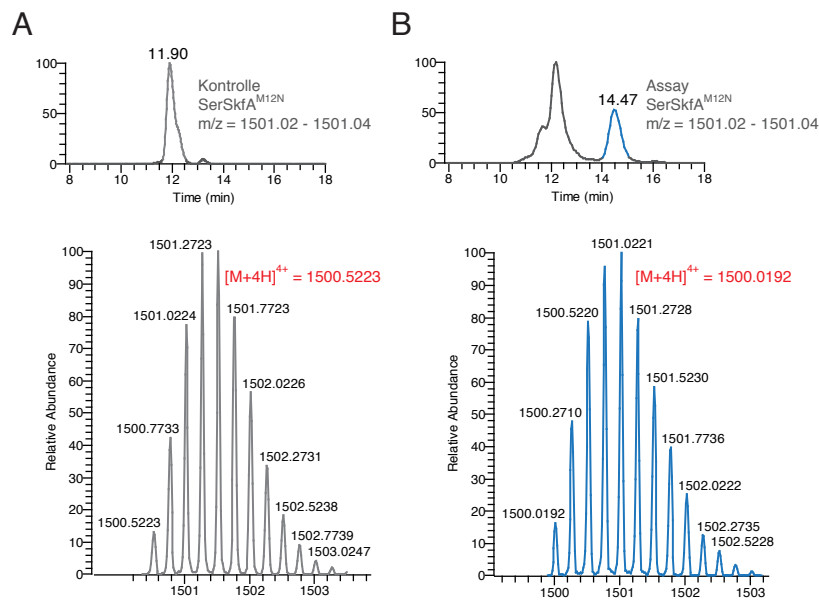 A
11.90
Kontrolle
SerSkfA^M12N
m/z = 1501.02 - 1501.04
100
50
0
8 10 12 14 16 18
Time (min)
B
14.47
Assay
SerSkfA^M12N
m/z = 1501.02 - 1501.04
100
50
0
8 10 12 14 16 18
Time (min)
[M+4H]^4+ = 1500.5223
1501.2723
1501.0224
1501.7723
1502.0226
1500.7733
1502.2731
1502.5238
1500.5223
1502.7739
1503.0247
Relative Abundance
100
90
80
70
60
50
40
30
20
10
0
1501 1502 1503
[M+4H]^4+ = 1500.0192
1501.0221
1500.5220
1501.2728
1501.5230
1500.2710
1501.7736
1502.0222
1500.0192
1502.2735
1502.5228
Relative Abundance
100
90
80
70
60
50
40
30
20
10
0
1500 1501 1502 1503